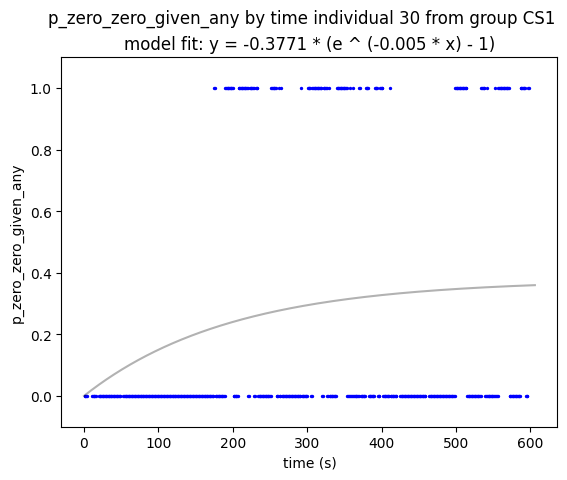 p_zero_zero_given_any by time individual 30 from group CS1
model fit: y = -0.3771 * (e ^ (-0.005 * x) - 1)
1.0
0.8
0.6
0.4
0.2
0.0
p_zero_zero_given_any
0 100 200 300 400 500 600
time (s)